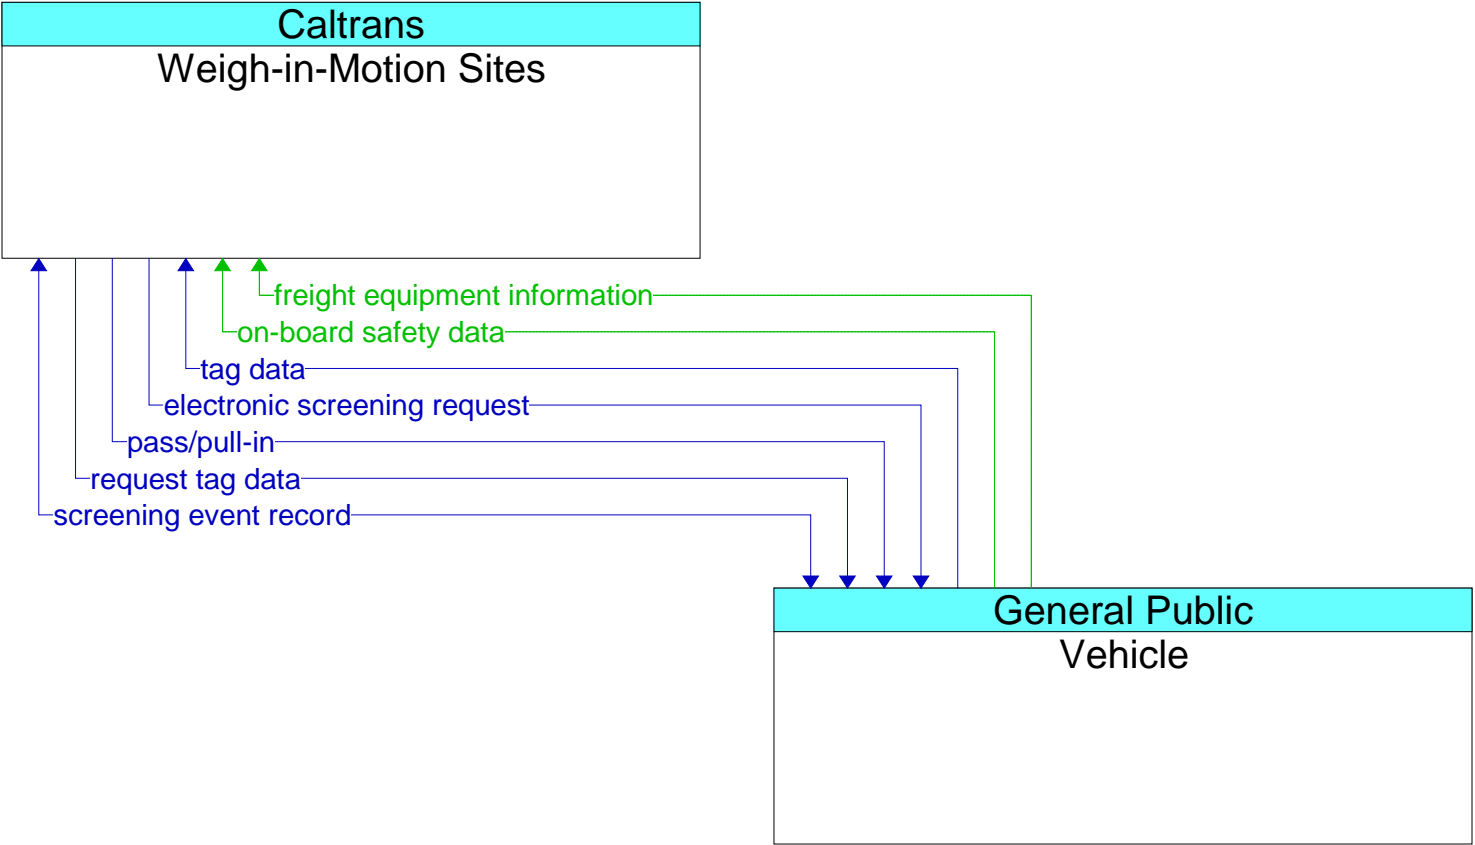 Caltrans
Weigh-in-Motion Sites
freight equipment information
on-board safety data
tag data
electronic screening request
pass/pull-in
request tag data
screening event record
General Public
Vehicle